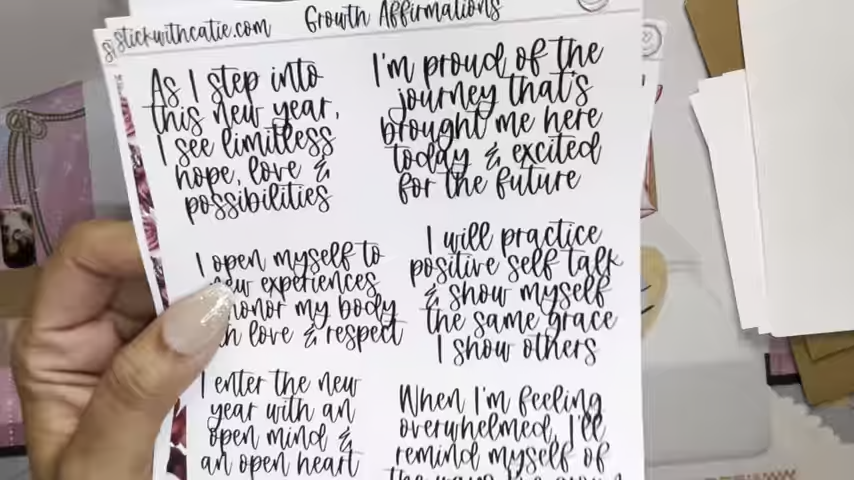 stickwithcatie.com
Growth Affirmations
As I step into
this new year,
I see limitless
hope, love &
possibilities
I'm proud of the
journey that's
brought me here
today & excited
for the future
I open myself to
new experiences
honor my body
love & respect
I will practice
positive self talk
& show myself
the same grace
I show others
I enter the new
year with an
open mind &
an open heart
When I'm feeling
overwhelmed, I'll
remind myself of